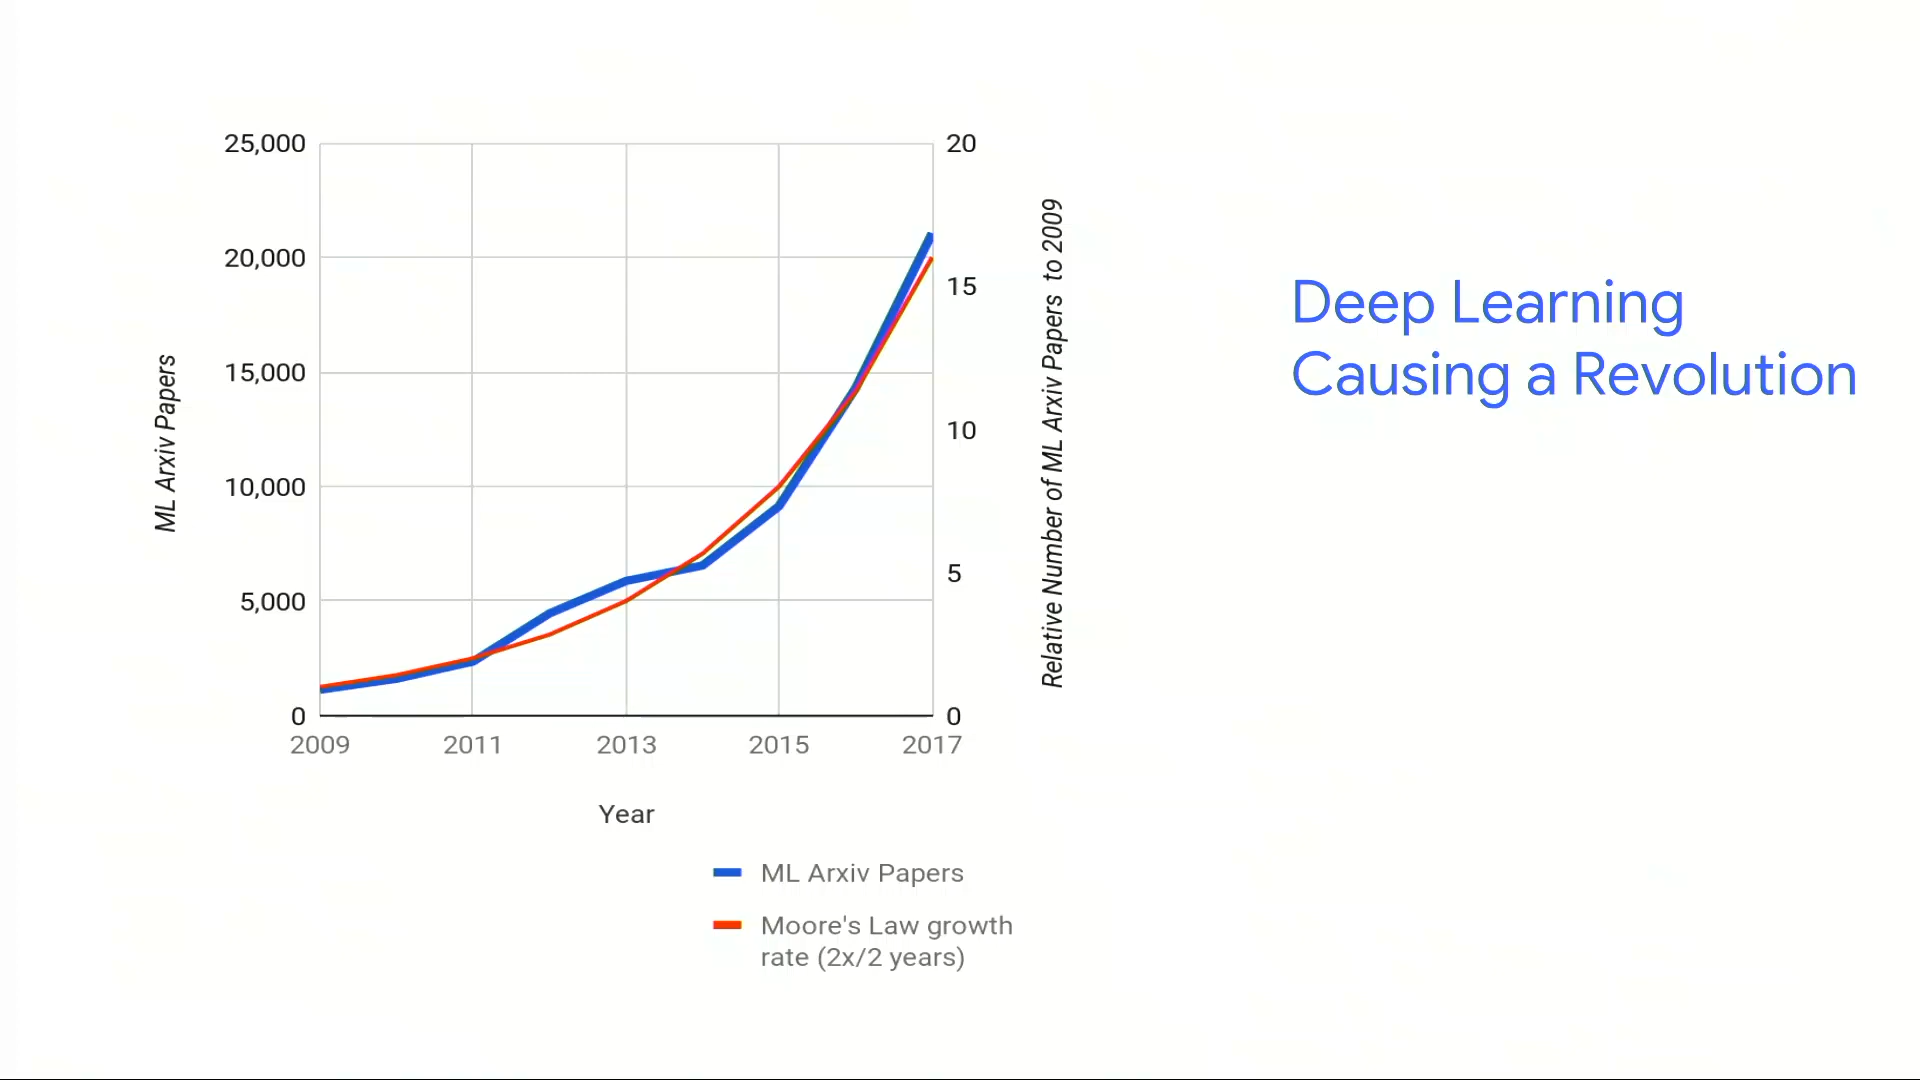 25,000
20,000
15,000
10,000
5,000
0
ML Arxiv Papers
20
15
10
5
0
Relative Number of ML Arxiv Papers to 2009
2009 2011 2013 2015 2017
Year
ML Arxiv Papers
Moore's Law growth
rate (2x/2 years)
Deep Learning
Causing a Revolution